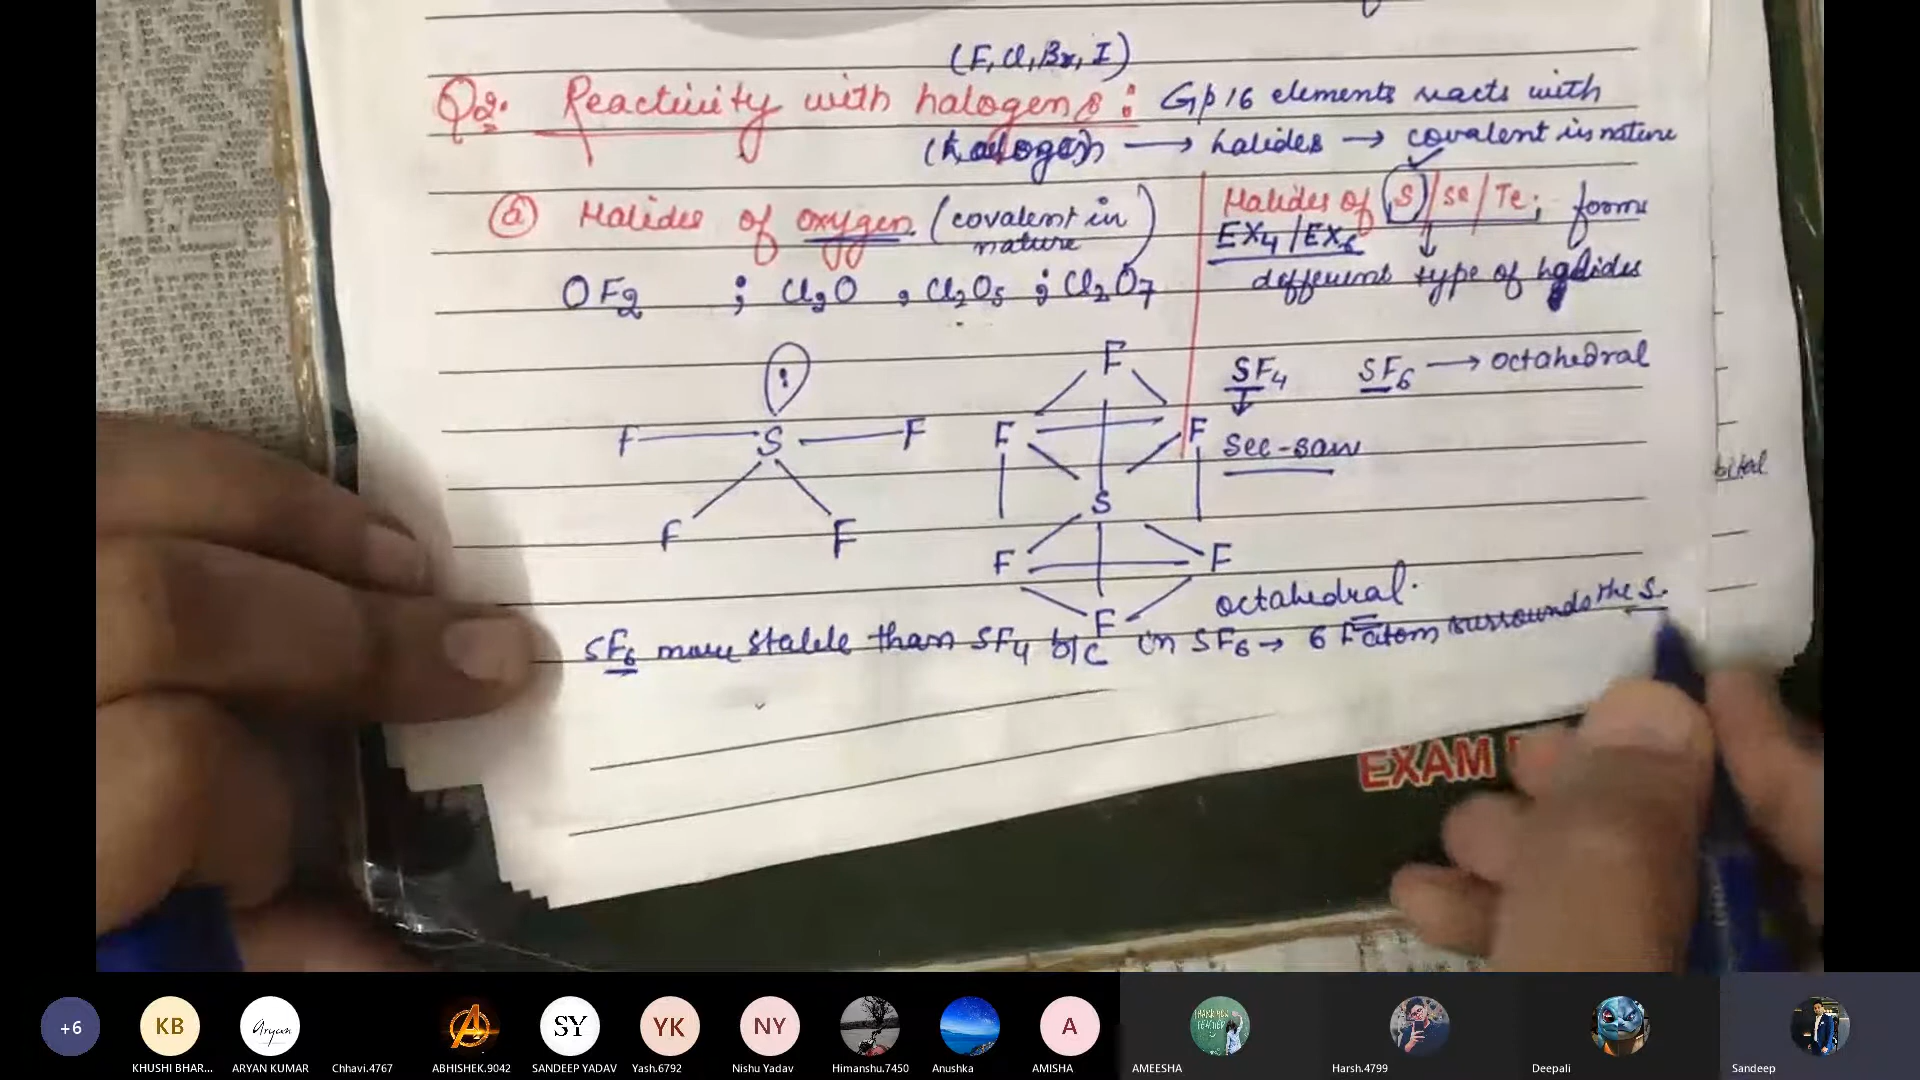 (F, Cl, Br, I)
Q2. Reactivity with halogens: Gp 16 elements reacts with
(halogen) → halides → covalent in nature
(a) Halides of oxygen. (covalent in nature)
OF2 ; Cl2O , Cl2O5 ; Cl2O7
Halides of S/Se/Te; forms
EX4/EX6
different type of halides
SF4 SF6 → octahedral
See-saw
F S F
F F
F
F F
S
F F
F
octahedral.
SF6 more stable than SF4 b/c in SF6 → 6 F atom surrounds the S.
bital
EXAM
+6
KB
Aryan
SY
YK
NY
A
KHUSHI BHAR...
ARYAN KUMAR
Chhavi.4767
ABHISHEK.9042
SANDEEP YADAV
Yash.6792
Nishu Yadav
Himanshu.7450
Anushka
AMISHA
AMEESHA
Harsh.4799
Deepali
Sandeep